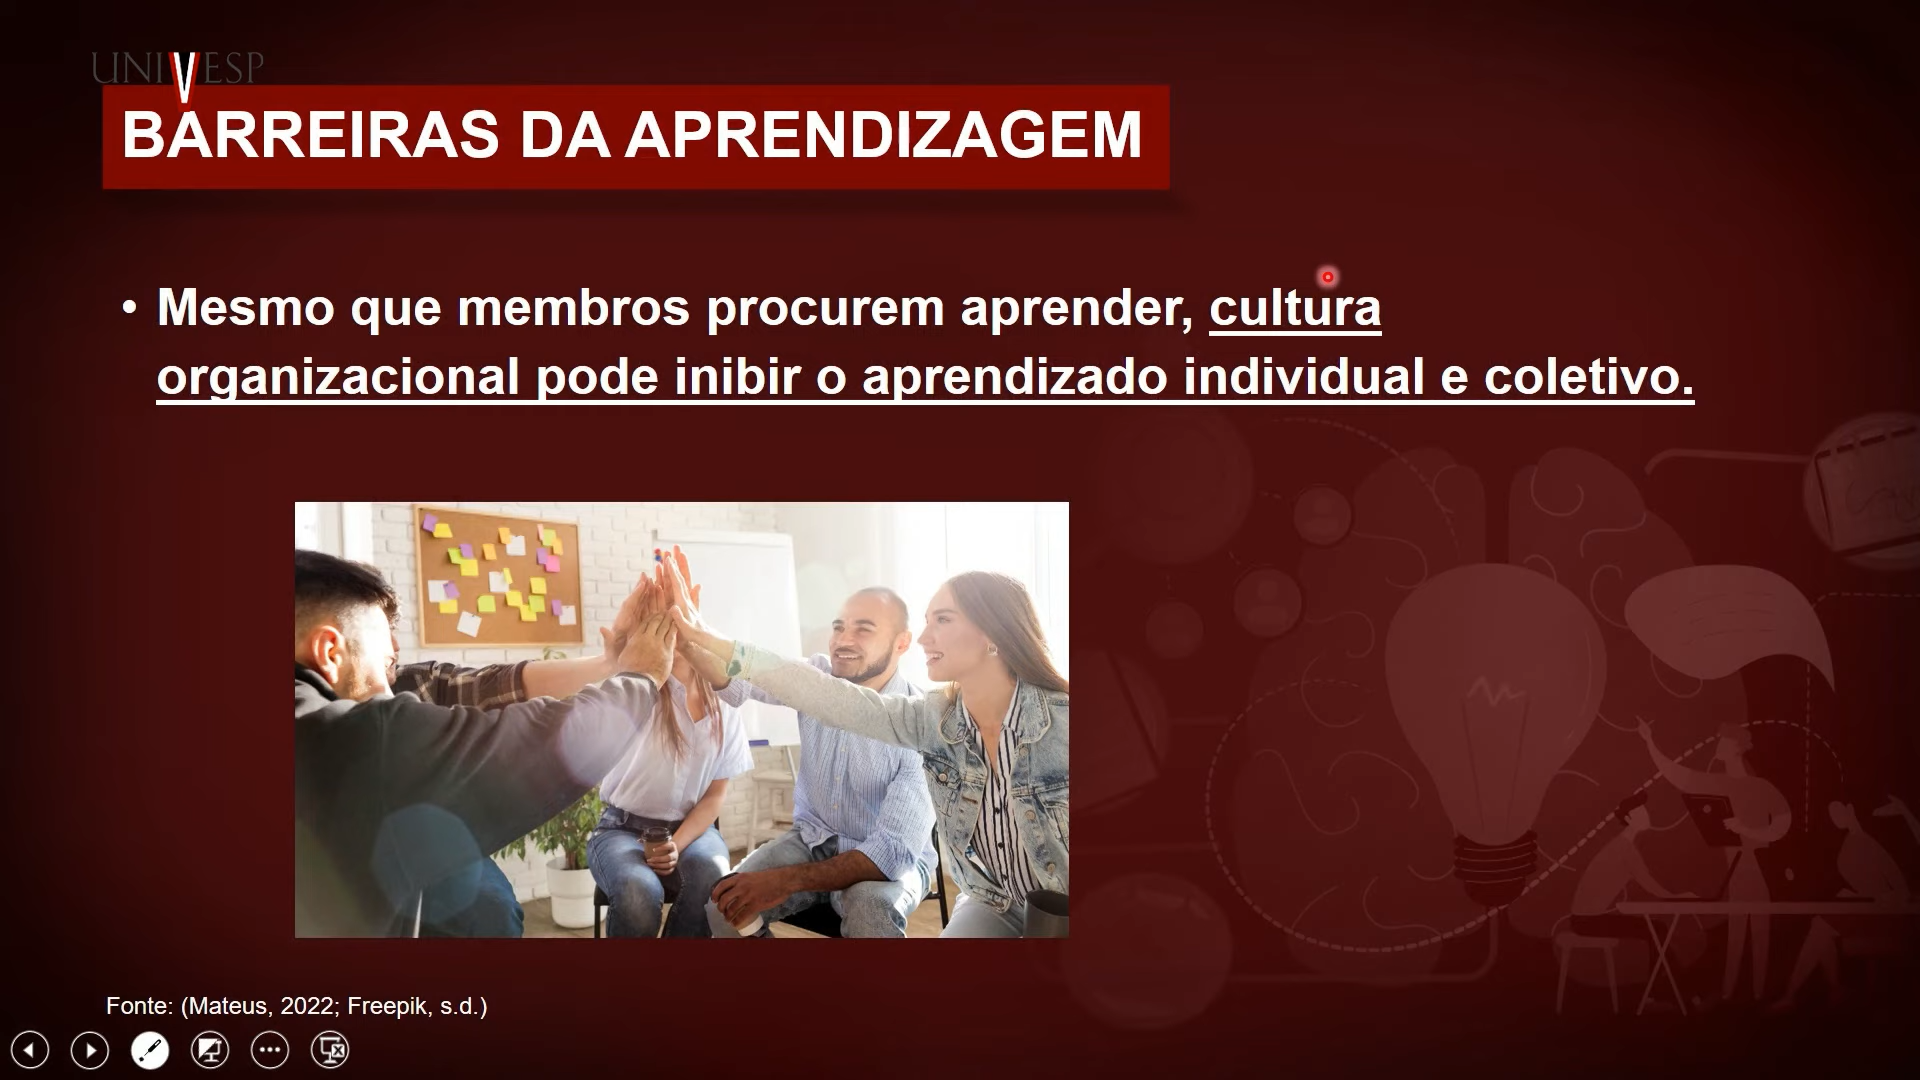 UNIVESP
BARREIRAS DA APRENDIZAGEM
• Mesmo que membros procurem aprender, cultura
organizacional pode inibir o aprendizado individual e coletivo.
Fonte: (Mateus, 2022; Freepik, s.d.)